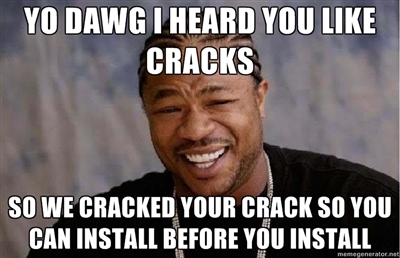 YO DAWG I HEARD YOU LIKE
CRACKS
SO WE CRACKED YOUR CRACK SO YOU
CAN INSTALL BEFORE YOU INSTALL
memegenerator.net